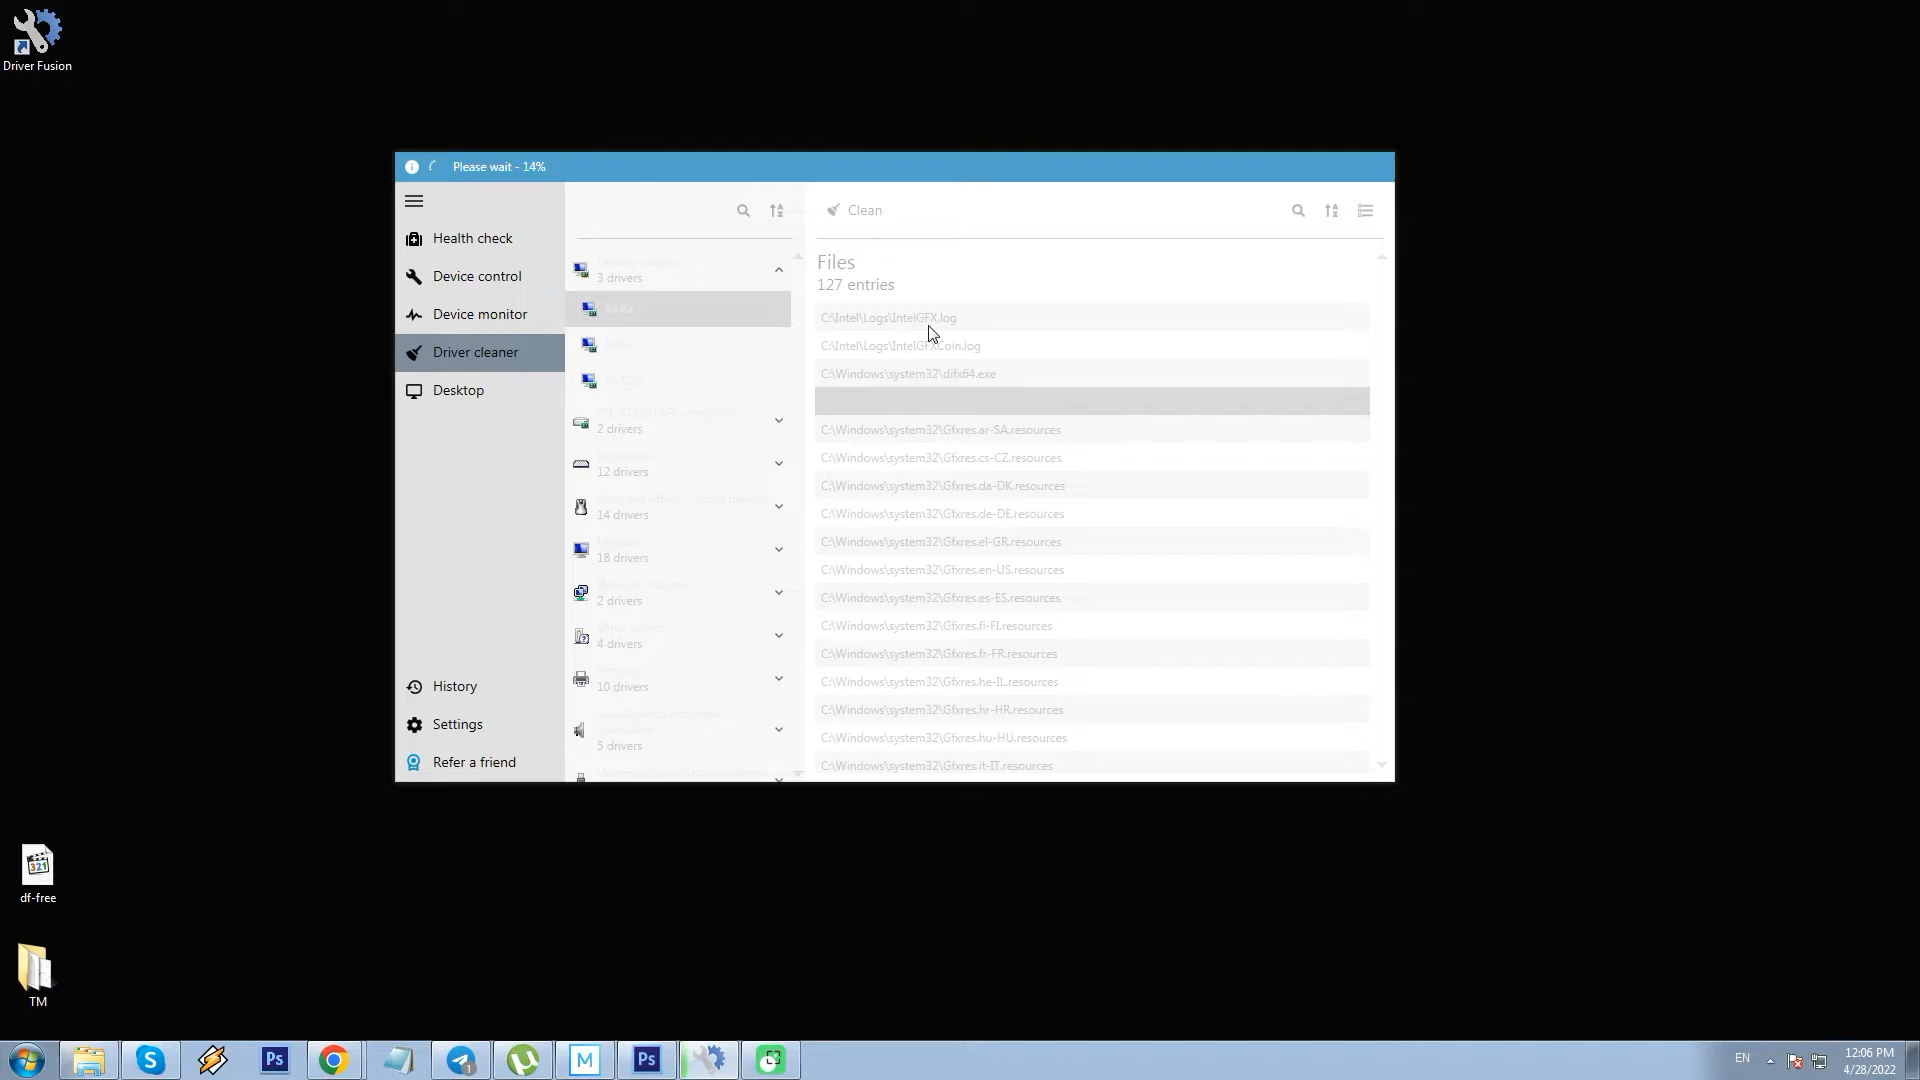 Driver Fusion
Please wait - 14%
Health check
Device control
Device monitor
Driver cleaner
Desktop
History
Settings
Refer a friend
3 drivers
2 drivers
12 drivers
14 drivers
18 drivers
2 drivers
4 drivers
10 drivers
5 drivers
Clean
Files
127 entries
C:\Intel\Logs\IntelGFX.log
C:\Intel\Logs\IntelGFXCoin.log
C:\Windows\system32\difx64.exe
C:\Windows\system32\Gfxres.ar-SA.resources
C:\Windows\system32\Gfxres.cs-CZ.resources
C:\Windows\system32\Gfxres.da-DK.resources
C:\Windows\system32\Gfxres.de-DE.resources
C:\Windows\system32\Gfxres.el-GR.resources
C:\Windows\system32\Gfxres.en-US.resources
C:\Windows\system32\Gfxres.es-ES.resources
C:\Windows\system32\Gfxres.fi-FI.resources
C:\Windows\system32\Gfxres.fr-FR.resources
C:\Windows\system32\Gfxres.he-IL.resources
C:\Windows\system32\Gfxres.hr-HR.resources
C:\Windows\system32\Gfxres.hu-HU.resources
C:\Windows\system32\Gfxres.it-IT.resources
321
df-free
TM
S
Ps
1
M
Ps
EN
12:06 PM
4/28/2022